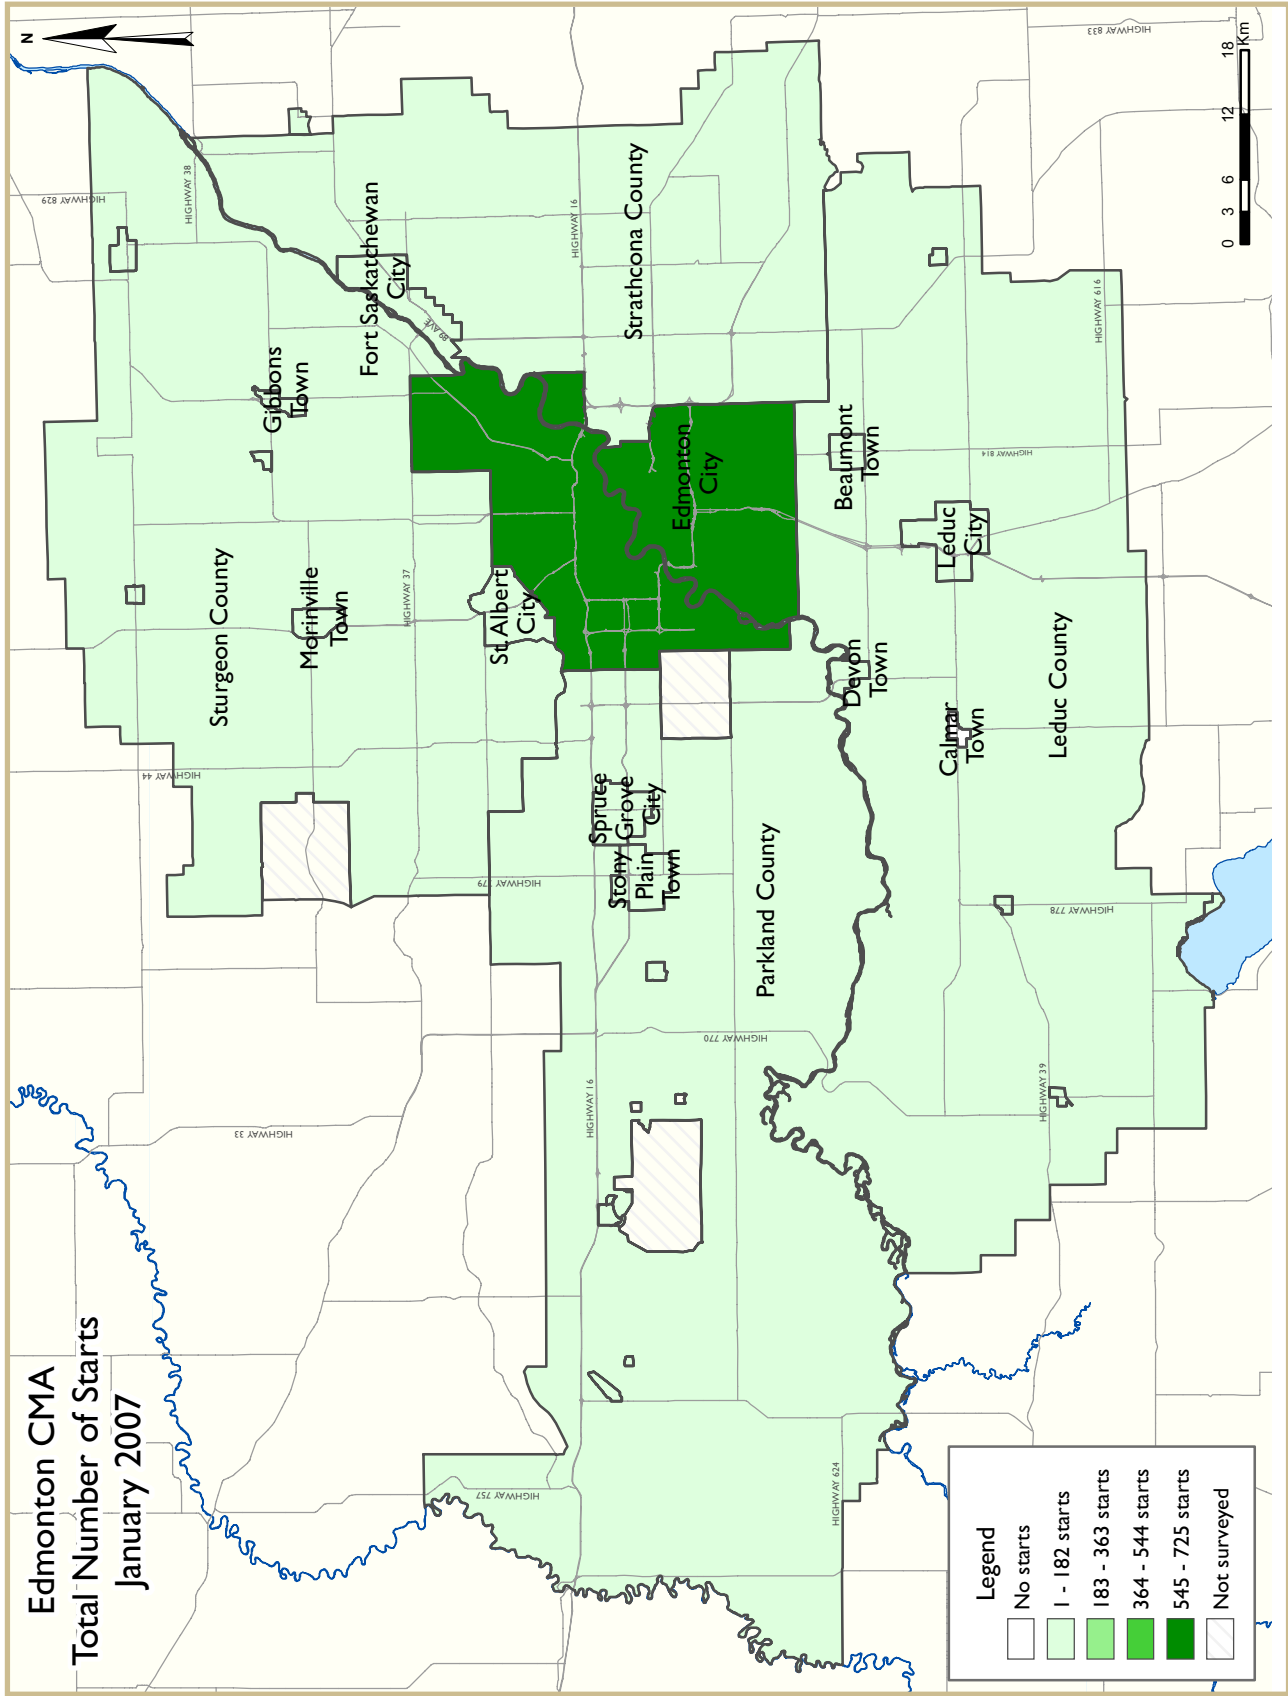 Edmonton CMA
Total Number of Starts
January 2007
N
HIGHWAY 829
HIGHWAY 38
Fort Saskatchewan
City
89 AVE
Gibbons
Town
Sturgeon County
Morinville
Town
HIGHWAY 37
HIGHWAY 44
St. Albert
City
HIGHWAY 16
Strathcona County
Edmonton
City
Beaumont
Town
HIGHWAY 814
HIGHWAY 616
HIGHWAY 833
Leduc
City
Devon
Town
Calmar
Town
Leduc County
Spruce
Grove
City
Stony
Plain
Town
HIGHWAY 779
Parkland County
HIGHWAY 778
HIGHWAY 770
HIGHWAY 39
HIGHWAY 16
HIGHWAY 33
HIGHWAY 757
HIGHWAY 624
0 3 6 12 18
Km
Legend
No starts
1 - 182 starts
183 - 363 starts
364 - 544 starts
545 - 725 starts
Not surveyed